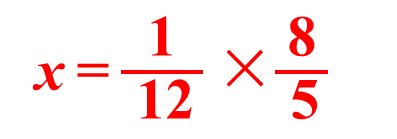 x = 1/12 × 8/5